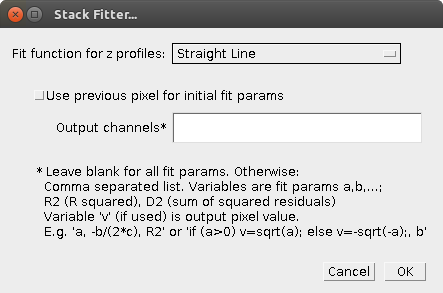 Stack Fitter...
Fit function for z profiles: Straight Line
Use previous pixel for initial fit params
Output channels*
* Leave blank for all fit params. Otherwise:
Comma separated list. Variables are fit params a,b,...;
R2 (R squared), D2 (sum of squared residuals)
Variable 'v' (if used) is output pixel value.
E.g. 'a, -b/(2*c), R2' or 'if (a>0) v=sqrt(a); else v=-sqrt(-a);, b'
Cancel OK